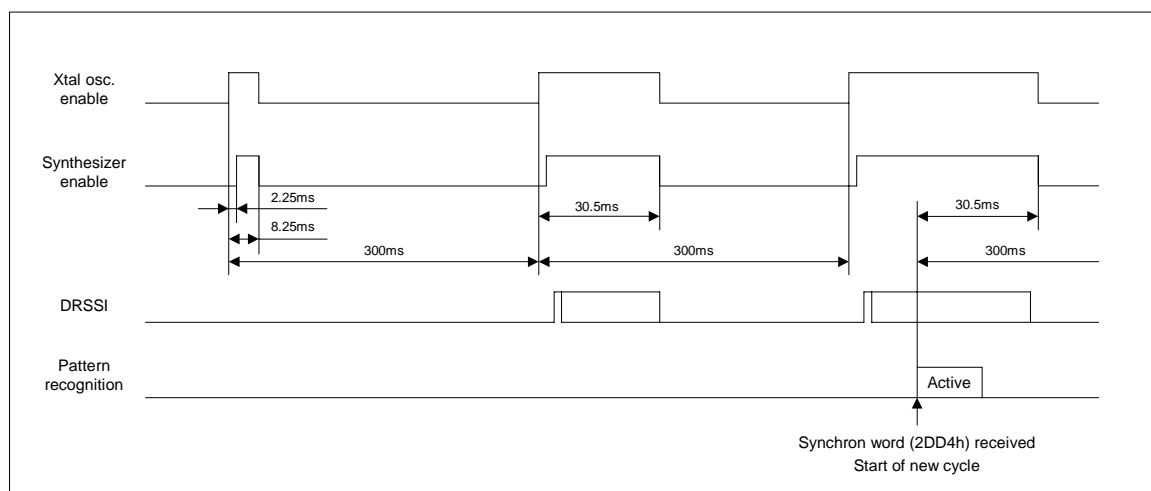 Xtal osc.
enable
Synthesizer
enable
2.25ms
8.25ms
30.5ms
30.5ms
300ms
300ms
300ms
DRSSI
Pattern
recognition
Active
Synchron word (2DD4h) received
Start of new cycle